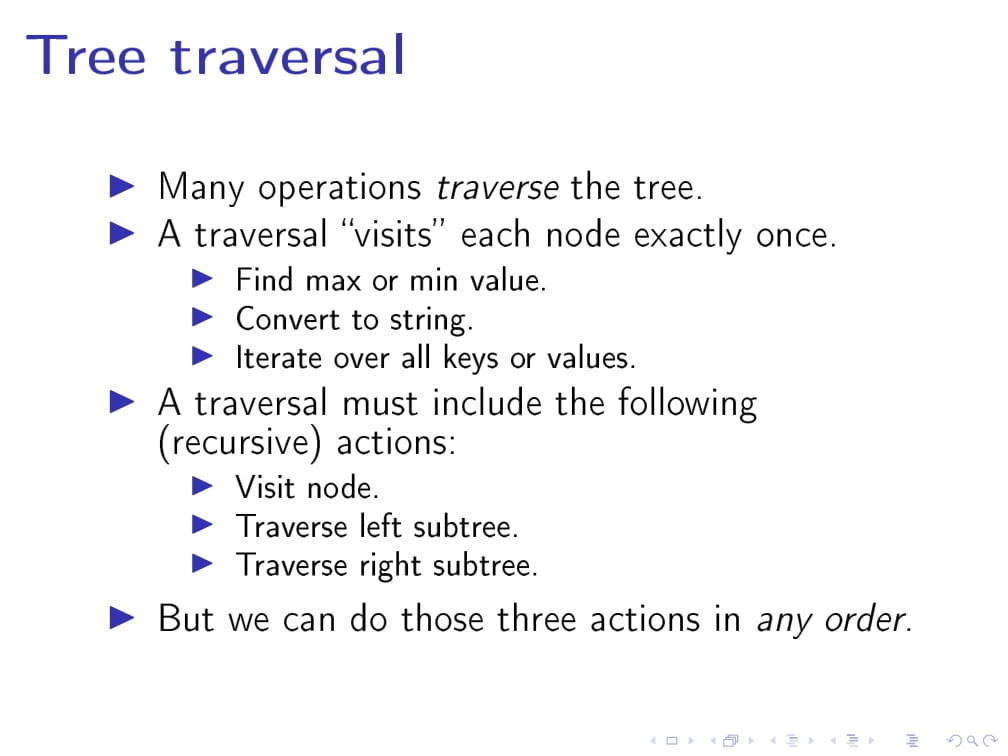 Tree traversal
Many operations traverse the tree.
A traversal “visits” each node exactly once.
Find max or min value.
Convert to string.
Iterate over all keys or values.
A traversal must include the following
(recursive) actions:
Visit node.
Traverse left subtree.
Traverse right subtree.
But we can do those three actions in any order.